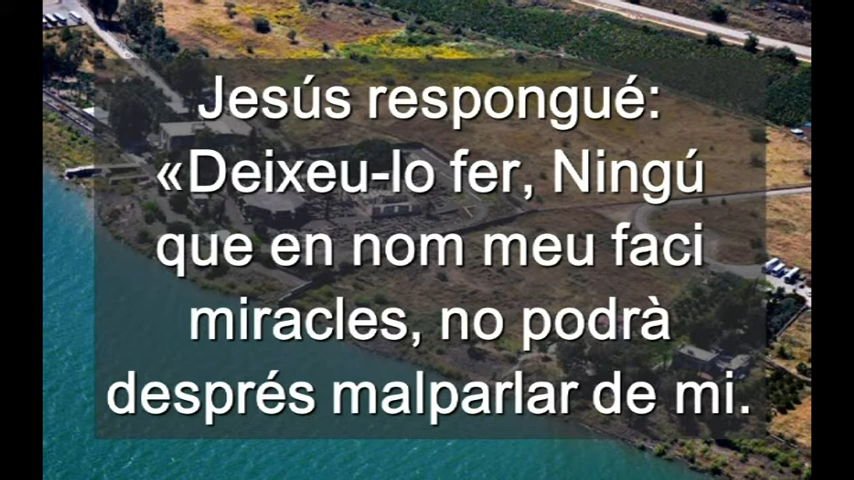 Jesús respongué:
«Deixeu-lo fer, Ningú
que en nom meu faci
miracles, no podrà
després malparlar de mi.